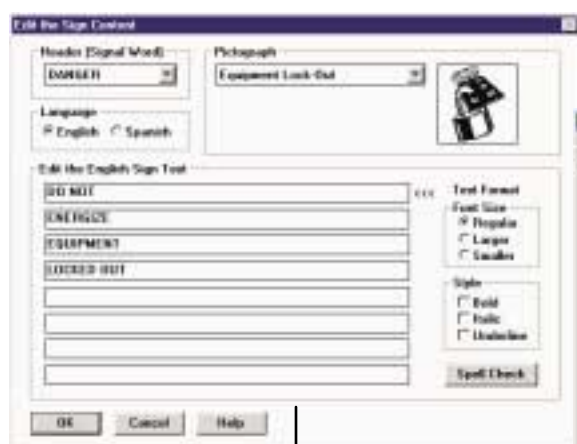 Edit the Sign Content
Header (Signal Word)
DANGER
Pictograph
Equipment Lock-Out
Language
English Spanish
Edit the English Sign Text
DO NOT
<<<
ENERGIZE
EQUIPMENT
LOCKED OUT
Text Format
Font Size
Regular
Larger
Smaller
Style
Bold
Italic
Underline
Spell Check
OK Cancel Help